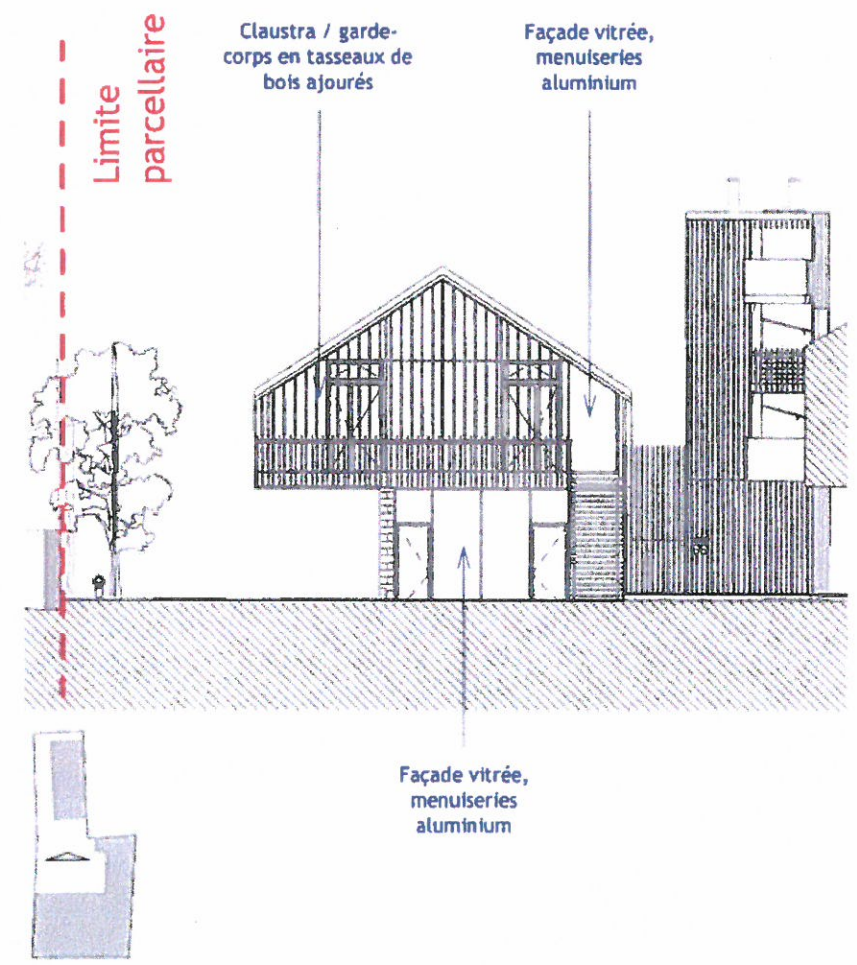 Claustra / garde-
corps en tasseaux de
bois ajourés
Façade vitrée,
menuiseries
aluminium
Limite
parcellaire
Façade vitrée,
menuiseries
aluminium